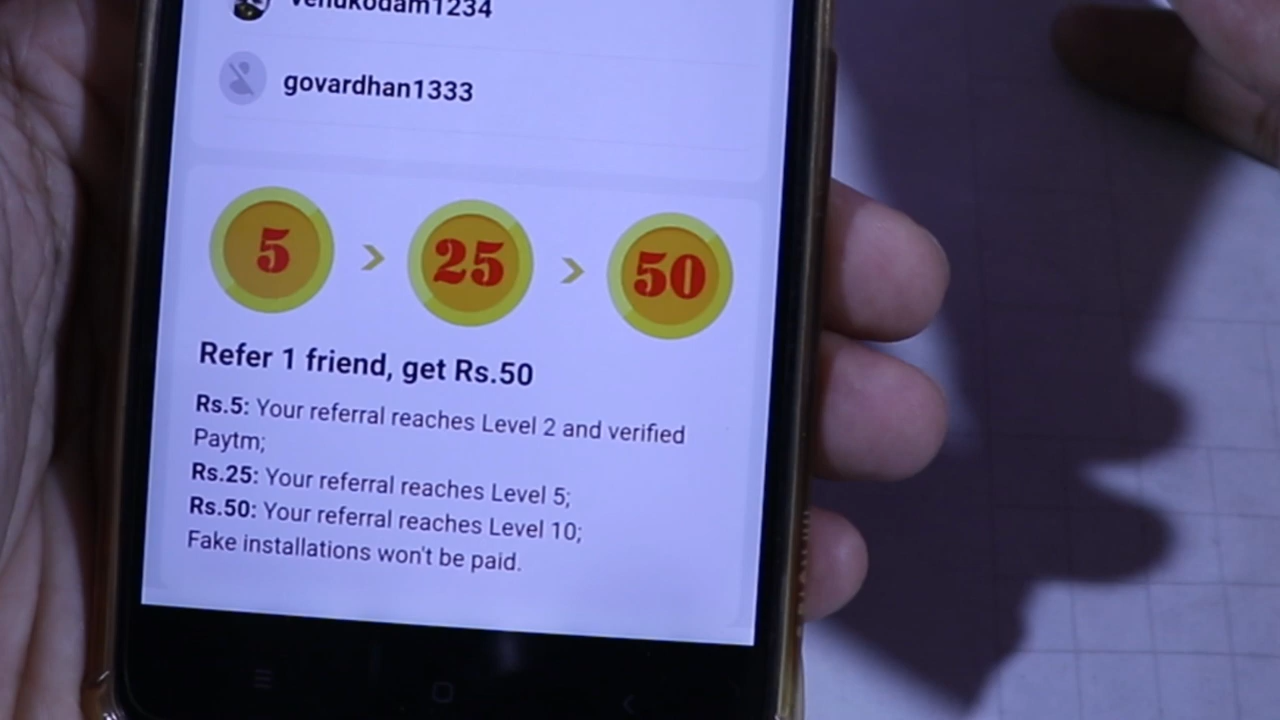 venukodam1234
govardhan1333
5 > 25 > 50
Refer 1 friend, get Rs.50
Rs.5: Your referral reaches Level 2 and verified
Paytm;
Rs.25: Your referral reaches Level 5;
Rs.50: Your referral reaches Level 10;
Fake installations won't be paid.